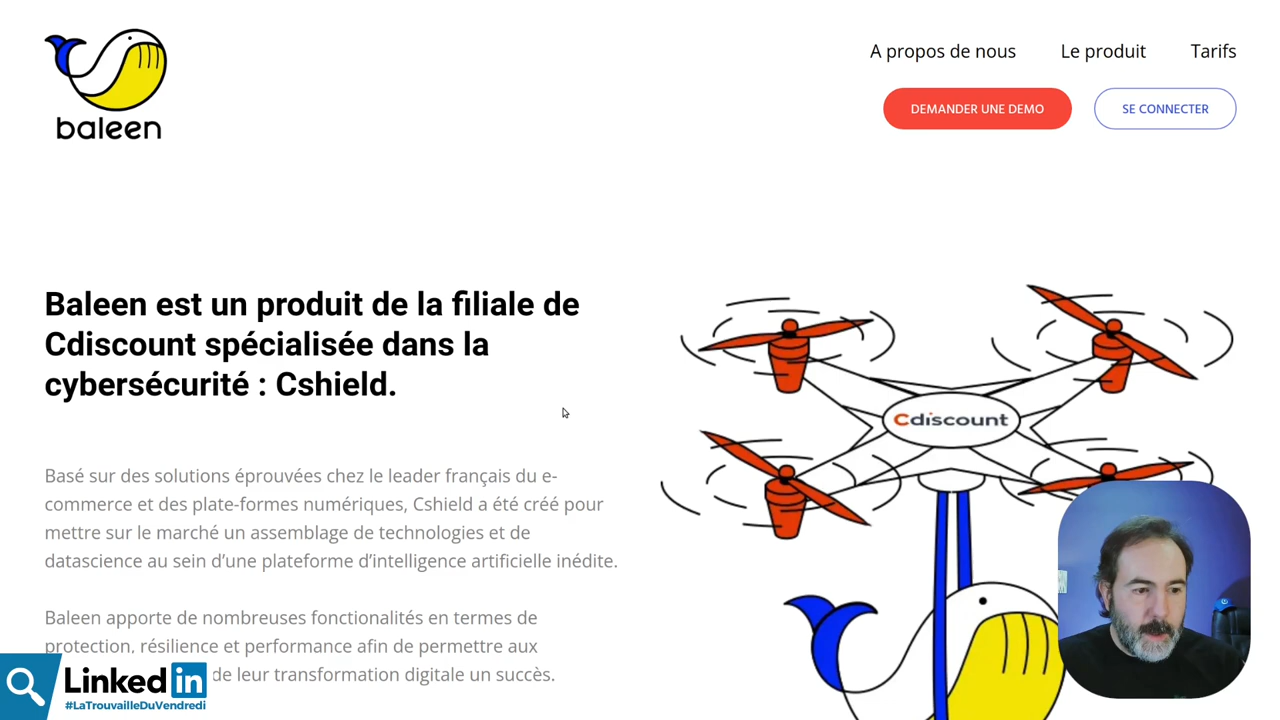 baleen
A propos de nous
Le produit
Tarifs
DEMANDER UNE DEMO
SE CONNECTER
Baleen est un produit de la filiale de
Cdiscount spécialisée dans la
cybersécurité : Cshield.
Cdiscount
Basé sur des solutions éprouvées chez le leader français du e-
commerce et des plate-formes numériques, Cshield a été créé pour
mettre sur le marché un assemblage de technologies et de
datascience au sein d’une plateforme d’intelligence artificielle inédite.
Baleen apporte de nombreuses fonctionalités en termes de
protection, résilience et performance afin de permettre aux
de leur transformation digitale un succès.
Linked in
#LaTrouvailleDuVendredi